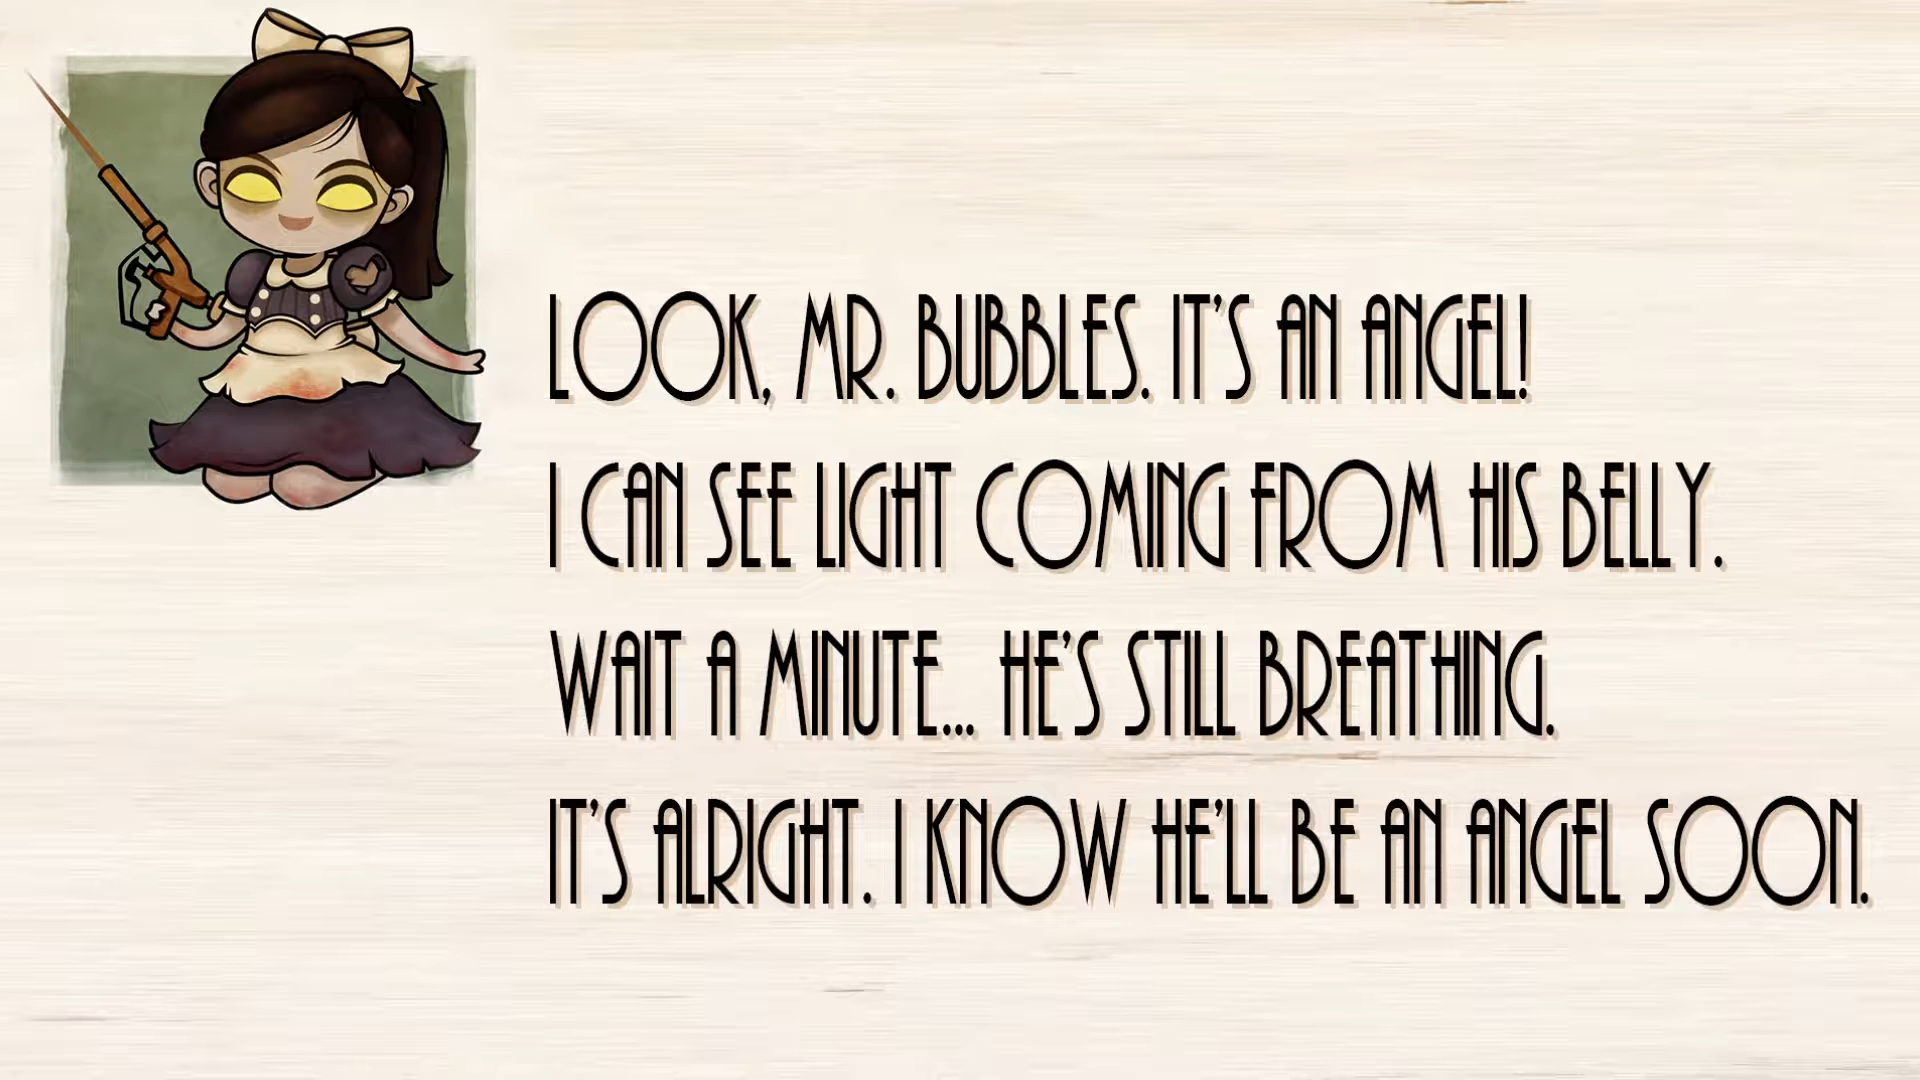 LOOK, MR. BUBBLES. IT'S AN ANGEL!
I CAN SEE LIGHT COMING FROM HIS BELLY.
WAIT A MINUTE... HE'S STILL BREATHING.
IT'S ALRIGHT. I KNOW HE'LL BE AN ANGEL SOON.